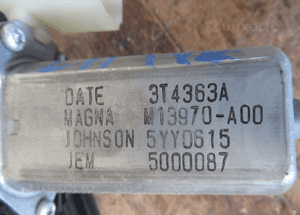 DATE 3T4363A
MAGNA M13970-A00
JOHNSON 5YY0615
JEM 5000087